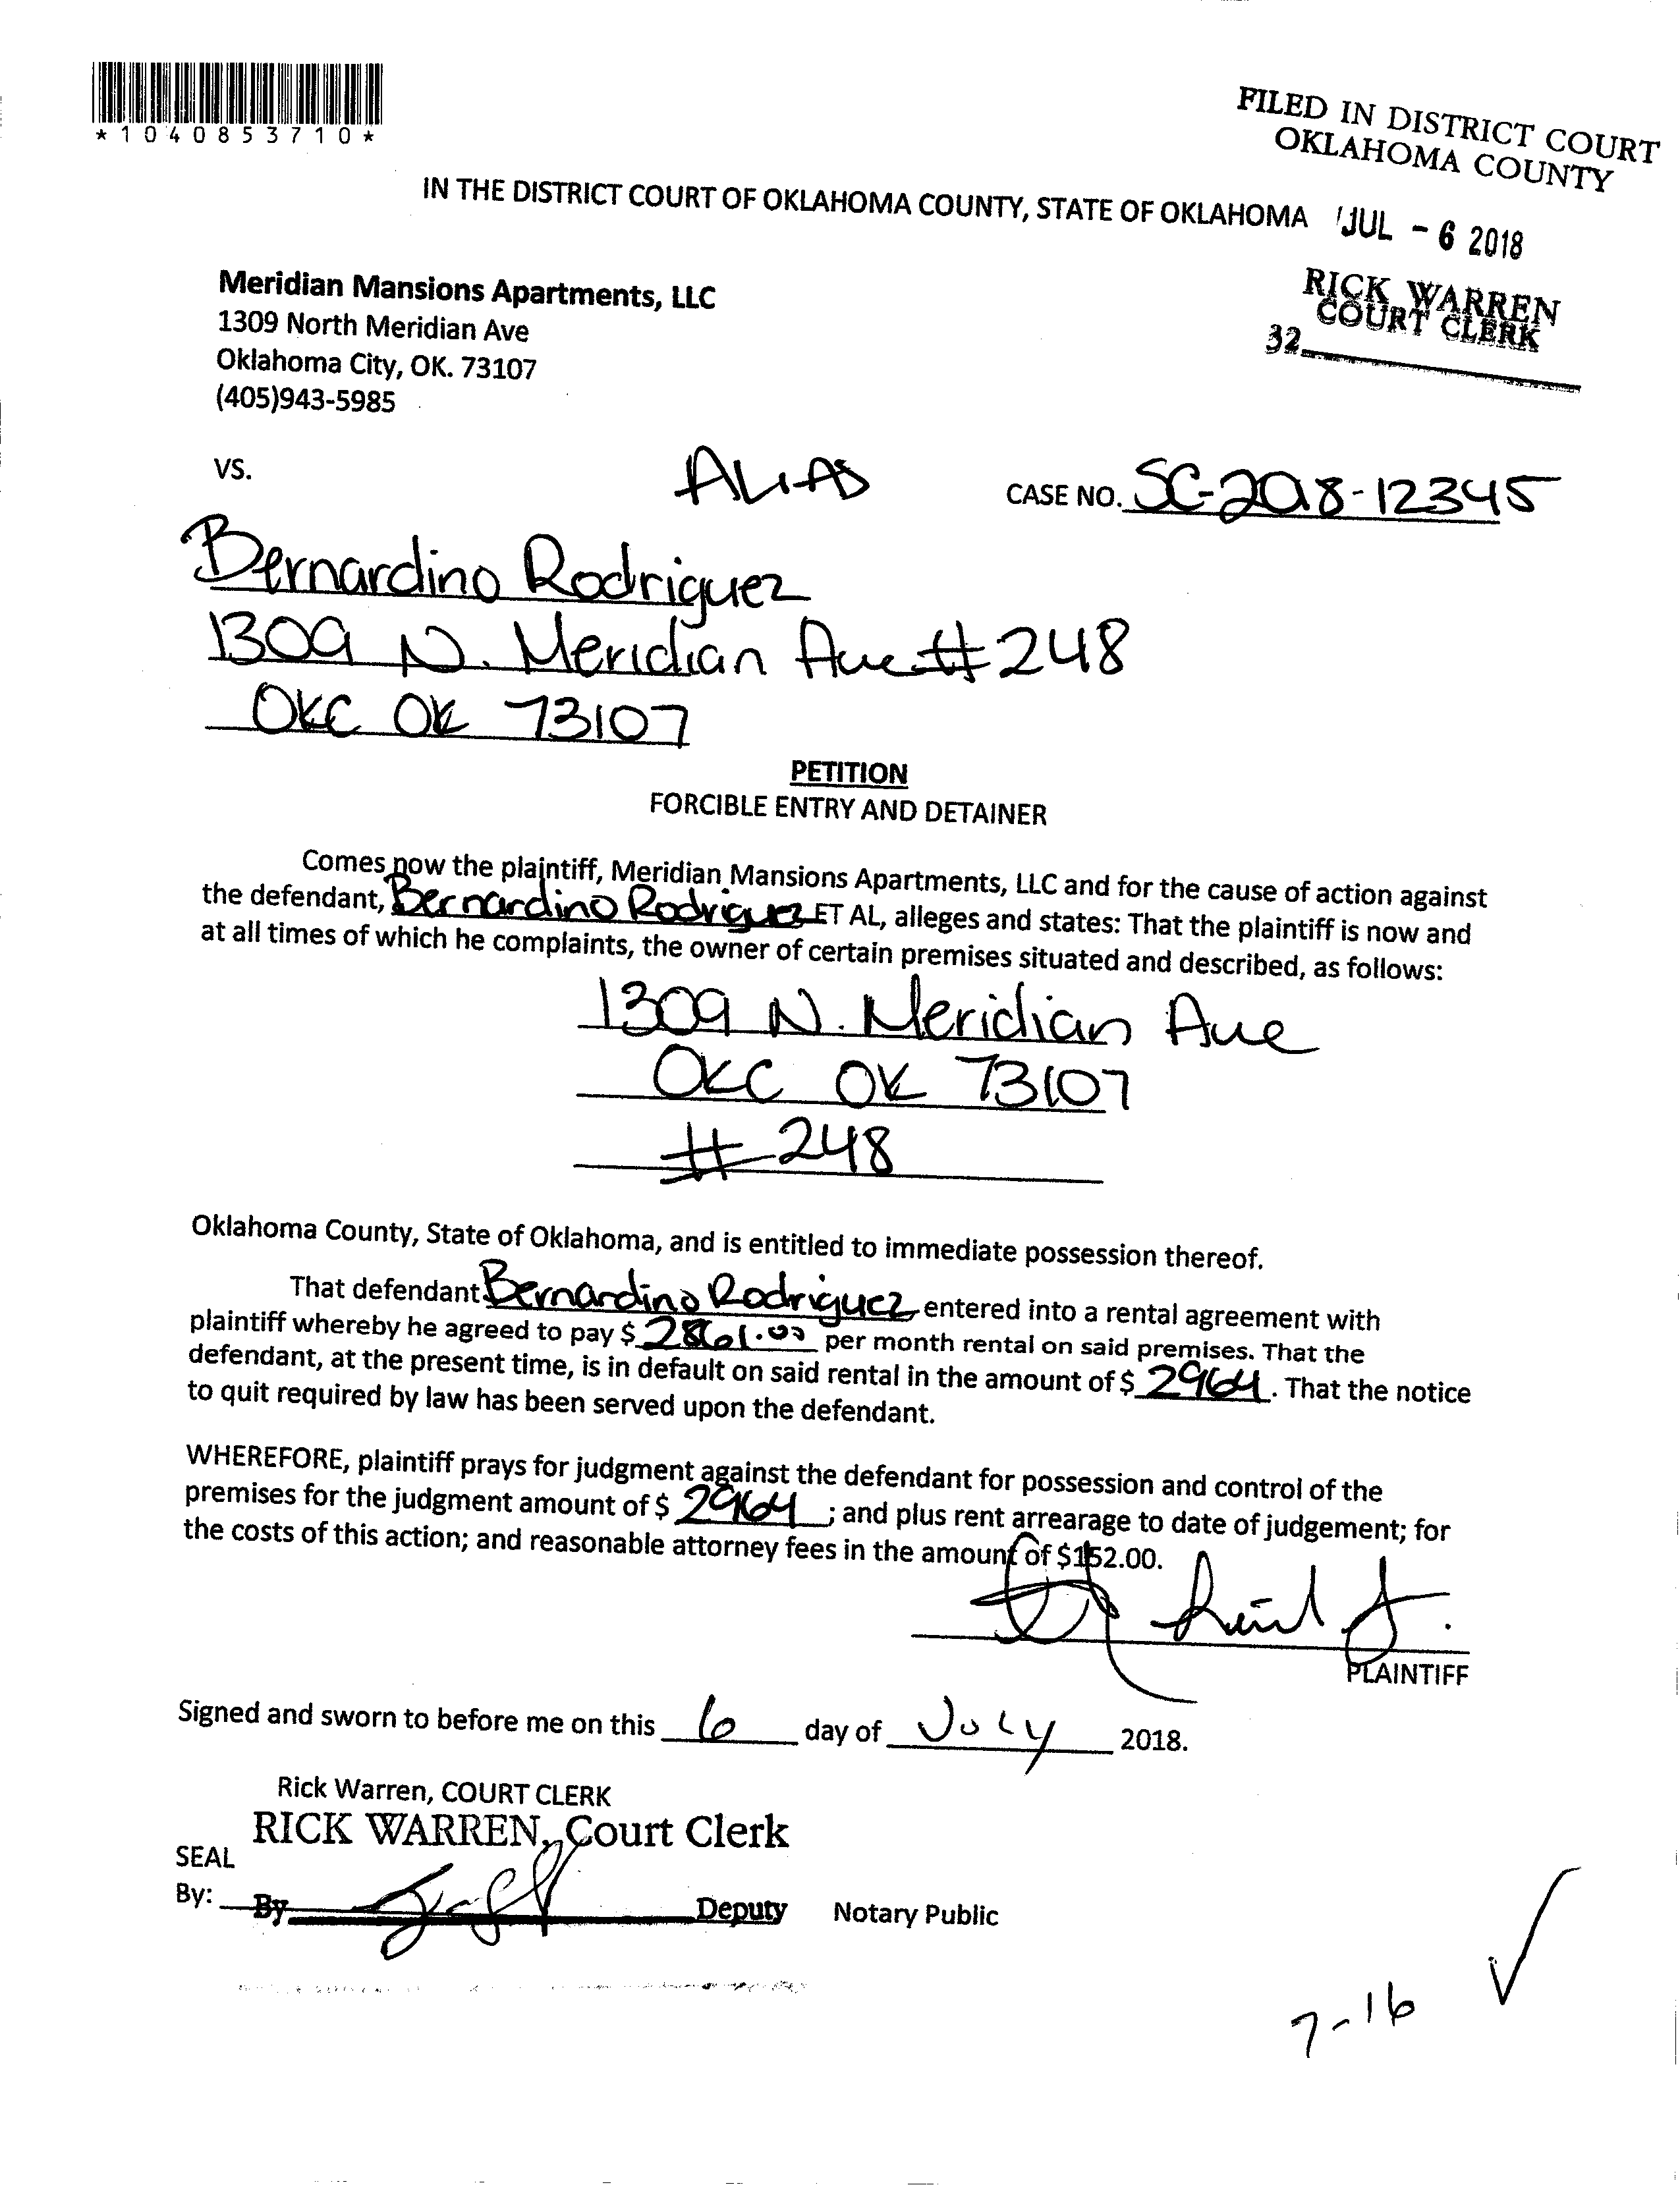 *1040853710*
FILED IN DISTRICT COURT
OKLAHOMA COUNTY
IN THE DISTRICT COURT OF OKLAHOMA COUNTY, STATE OF OKLAHOMA
JUL - 6 2018
RICK WARREN
COURT CLERK
32
Meridian Mansions Apartments, LLC
1309 North Meridian Ave
Oklahoma City, OK. 73107
(405)943-5985
VS.
ALIAS
CASE NO. SC-2018-12345
Bernardino Rodriguez
1309 N. Meridian Ave #248
OKC OK 73107
PETITION
FORCIBLE ENTRY AND DETAINER
Comes now the plaintiff, Meridian Mansions Apartments, LLC and for the cause of action against
the defendant, Bernardino Rodriguez ET AL, alleges and states: That the plaintiff is now and
at all times of which he complaints, the owner of certain premises situated and described, as follows:
1309 N. Meridian Ave
OKC OK 73107
#248
Oklahoma County, State of Oklahoma, and is entitled to immediate possession thereof.
That defendant Bernardino Rodriguez entered into a rental agreement with
plaintiff whereby he agreed to pay $ 2861.00 per month rental on said premises. That the
defendant, at the present time, is in default on said rental in the amount of $ 2964. That the notice
to quit required by law has been served upon the defendant.
WHEREFORE, plaintiff prays for judgment against the defendant for possession and control of the
premises for the judgment amount of $ 2964; and plus rent arrearage to date of judgement; for
the costs of this action; and reasonable attorney fees in the amount of $152.00.
PLAINTIFF
Signed and sworn to before me on this 6 day of July 2018.
Rick Warren, COURT CLERK
RICK WARREN, Court Clerk
SEAL
By: By Deputy Notary Public
7-16